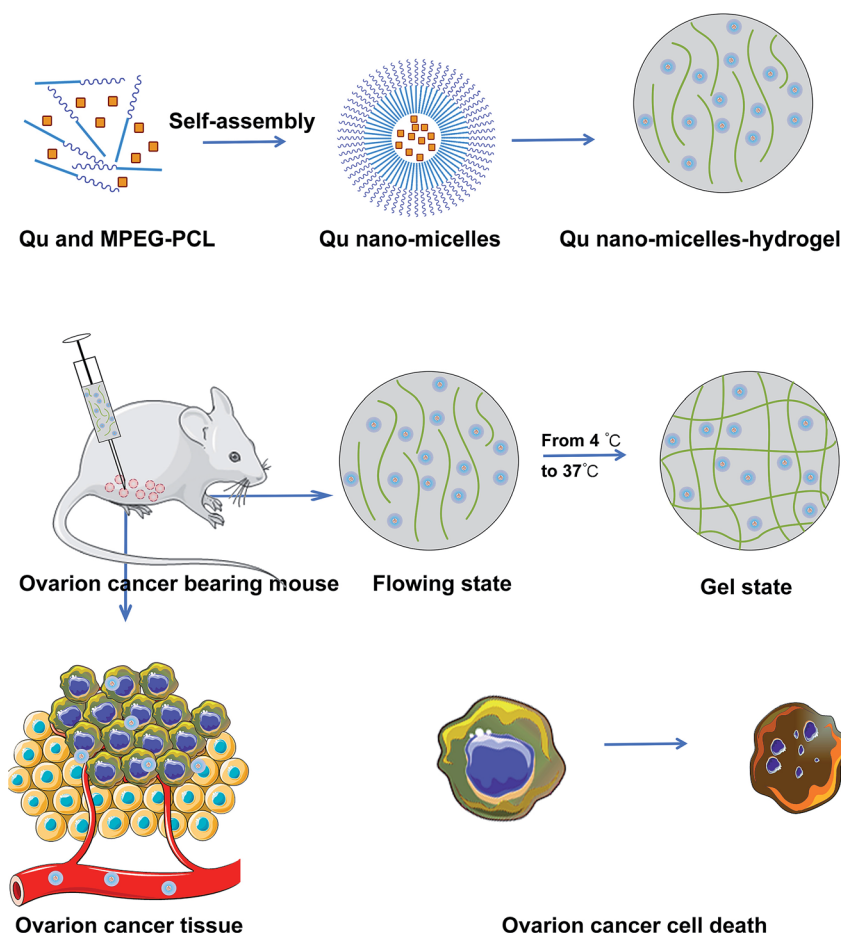 Self-assembly
Qu and MPEG-PCL
Qu nano-micelles
Qu nano-micelles-hydrogel
From 4 °C
to 37°C
Ovarion cancer bearing mouse
Flowing state
Gel state
Ovarion cancer tissue
Ovarion cancer cell death